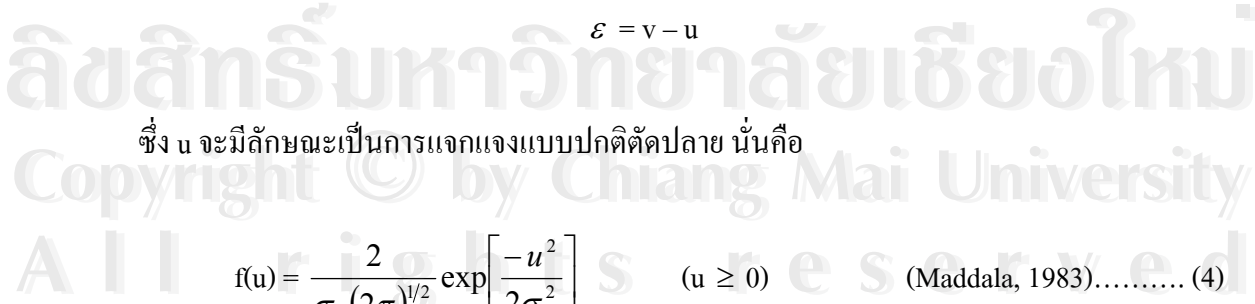 ε = v – u
ลิขสิทธิ์มหาวิทยาลัยเชียงใหม่
ซึ่ง u จะมีลักษณะเป็นการแจกแจงแบบปกติตัดปลาย นั่นคือ
Copyright © by Chiang Mai University
f(u) = 2 / σ (2π)^1/2 exp[ –u^2 / 2σ^2 ] (u ≥ 0) (Maddala, 1983)………. (4)
All rights reserved